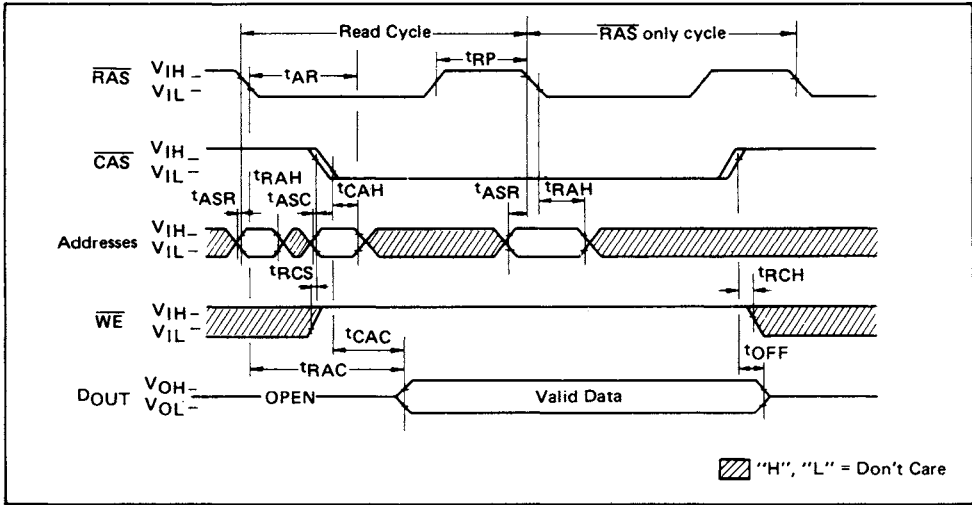 Read Cycle
RAS only cycle
RAS
VIH
VIL
tAR
tRP
CAS
VIH
VIL
tRAH
tCAH
tASR
tASC
tASR
tRAH
Addresses
VIH
VIL
tRCS
tRCH
WE
VIH
VIL
tCAC
tOFF
tRAC
DOUT
VOH
VOL
OPEN
Valid Data
"H", "L" = Don't Care